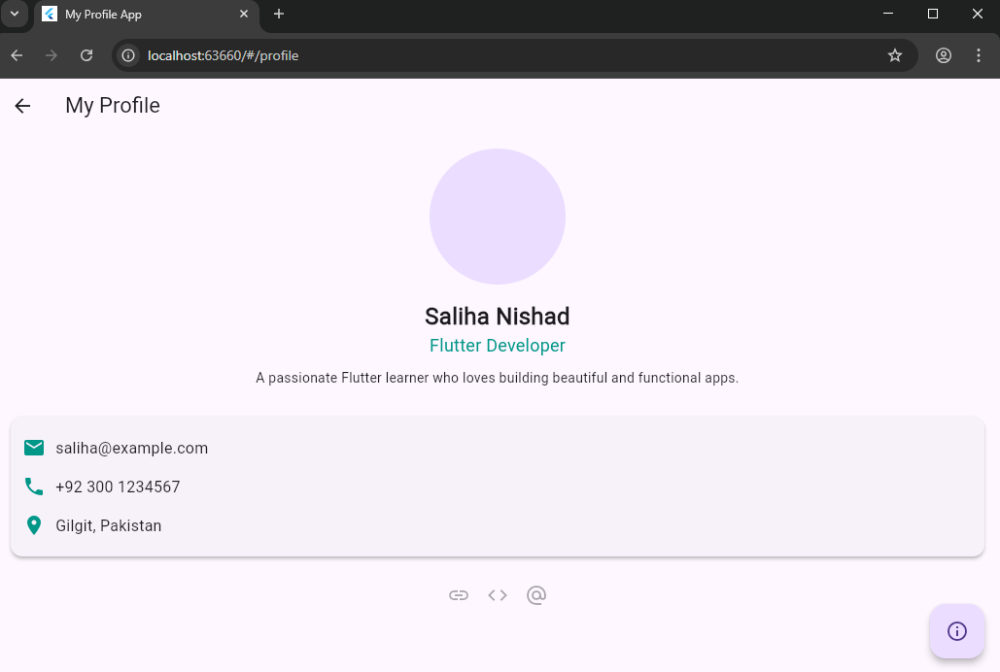 My Profile App
localhost:63660/#/profile
My Profile
Saliha Nishad
Flutter Developer
A passionate Flutter learner who loves building beautiful and functional apps.
saliha@example.com
+92 300 1234567
Gilgit, Pakistan